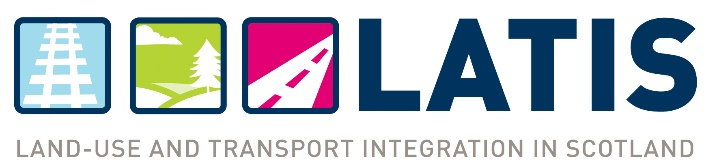 LATIS
LAND-USE AND TRANSPORT INTEGRATION IN SCOTLAND